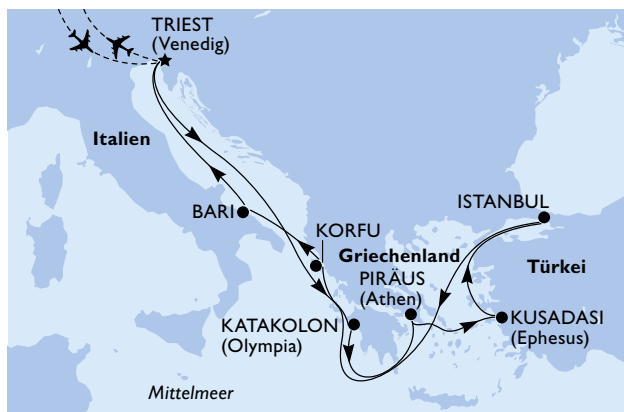 TRIEST
(Venedig)
Italien
BARI
KORFU
ISTANBUL
Griechenland
PIRÄUS
(Athen)
Türkei
KATAKOLON
(Olympia)
KUSADASI
(Ephesus)
Mittelmeer